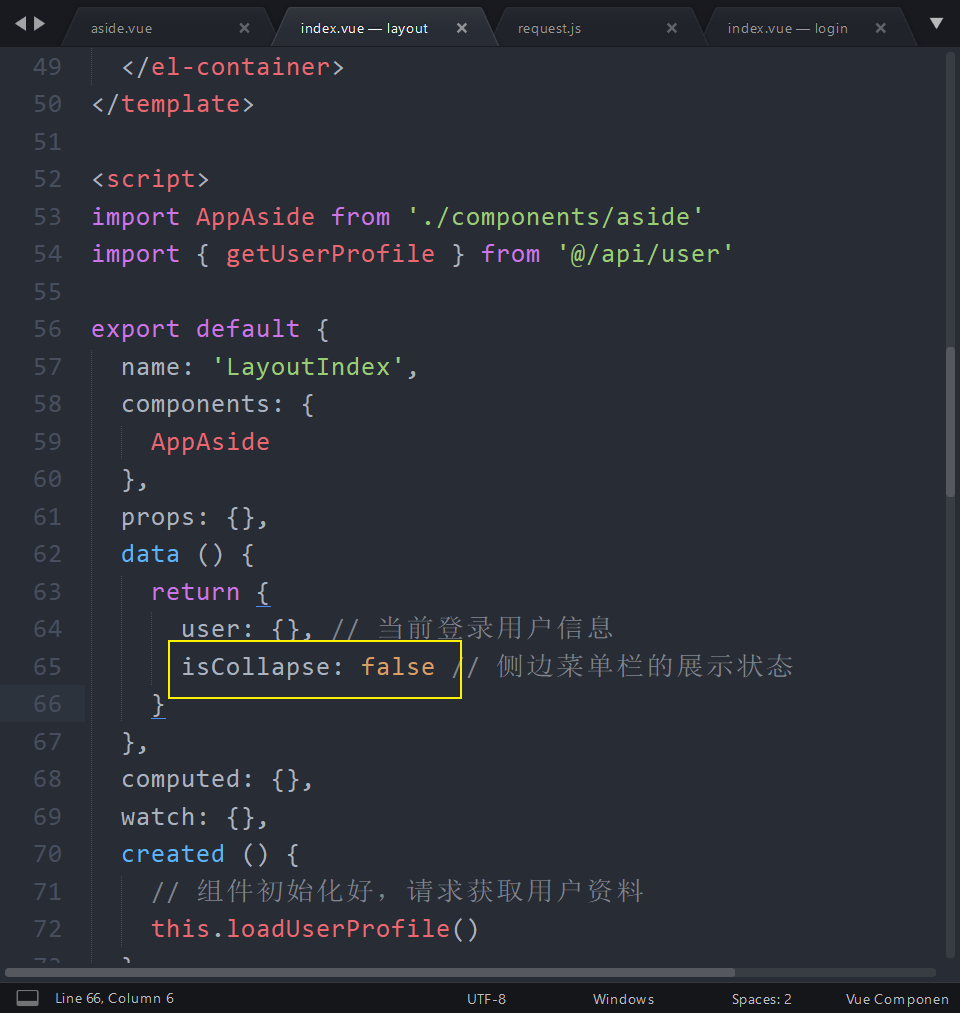 aside.vue × index.vue — layout × request.js × index.vue — login ×
49 </el-container>
50 </template>
51
52 <script>
53 import AppAside from './components/aside'
54 import { getUserProfile } from '@/api/user'
55
56 export default {
57 name: 'LayoutIndex',
58 components: {
59 AppAside
60 },
61 props: {},
62 data () {
63 return {
64 user: {}, // 当前登录用户信息
65 isCollapse: false // 侧边菜单栏的展示状态
66 }
67 },
68 computed: {},
69 watch: {},
70 created () {
71 // 组件初始化好，请求获取用户资料
72 this.loadUserProfile()
Line 66, Column 6 UTF-8 Windows Spaces: 2 Vue Componen